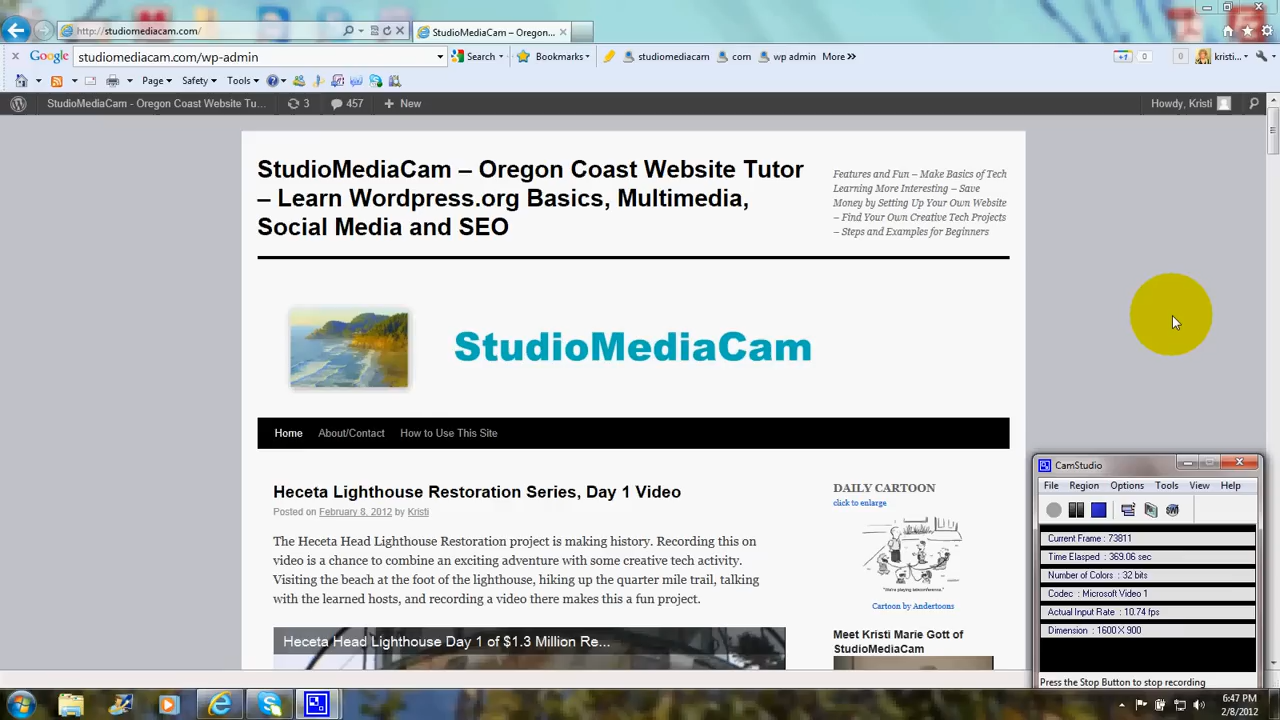 http://studiomediacam.com/
StudioMediaCam – Oregon...
Google
studiomediacam.com/wp-admin
Search
Bookmarks
studiomediacam
com
wp admin
More »
+1
0
0
kristi...
Page
Safety
Tools
StudioMediaCam - Oregon Coast Website Tu...
3
457
New
Howdy, Kristi
StudioMediaCam – Oregon Coast Website Tutor
– Learn Wordpress.org Basics, Multimedia,
Social Media and SEO
Features and Fun – Make Basics of Tech
Learning More Interesting – Save
Money by Setting Up Your Own Website
– Find Your Own Creative Tech Projects
– Steps and Examples for Beginners
StudioMediaCam
Home
About/Contact
How to Use This Site
Heceta Lighthouse Restoration Series, Day 1 Video
Posted on February 8, 2012 by Kristi
The Heceta Head Lighthouse Restoration project is making history. Recording this on
video is a chance to combine an exciting adventure with some creative tech activity.
Visiting the beach at the foot of the lighthouse, hiking up the quarter mile trail, talking
with the learned hosts, and recording a video there makes this a fun project.
Heceta Head Lighthouse Day 1 of $1.3 Million Re...
DAILY CARTOON
click to enlarge
"We're playing teleconference."
Cartoon by Andertoons
Meet Kristi Marie Gott of
StudioMediaCam
CamStudio
File
Region
Options
Tools
View
Help
Current Frame : 73811
Time Elasped : 369.06 sec
Number of Colors : 32 bits
Codec : Microsoft Video 1
Actual Input Rate : 10.74 fps
Dimension : 1600 X 900
Press the Stop Button to stop recording
6:47 PM
2/8/2012